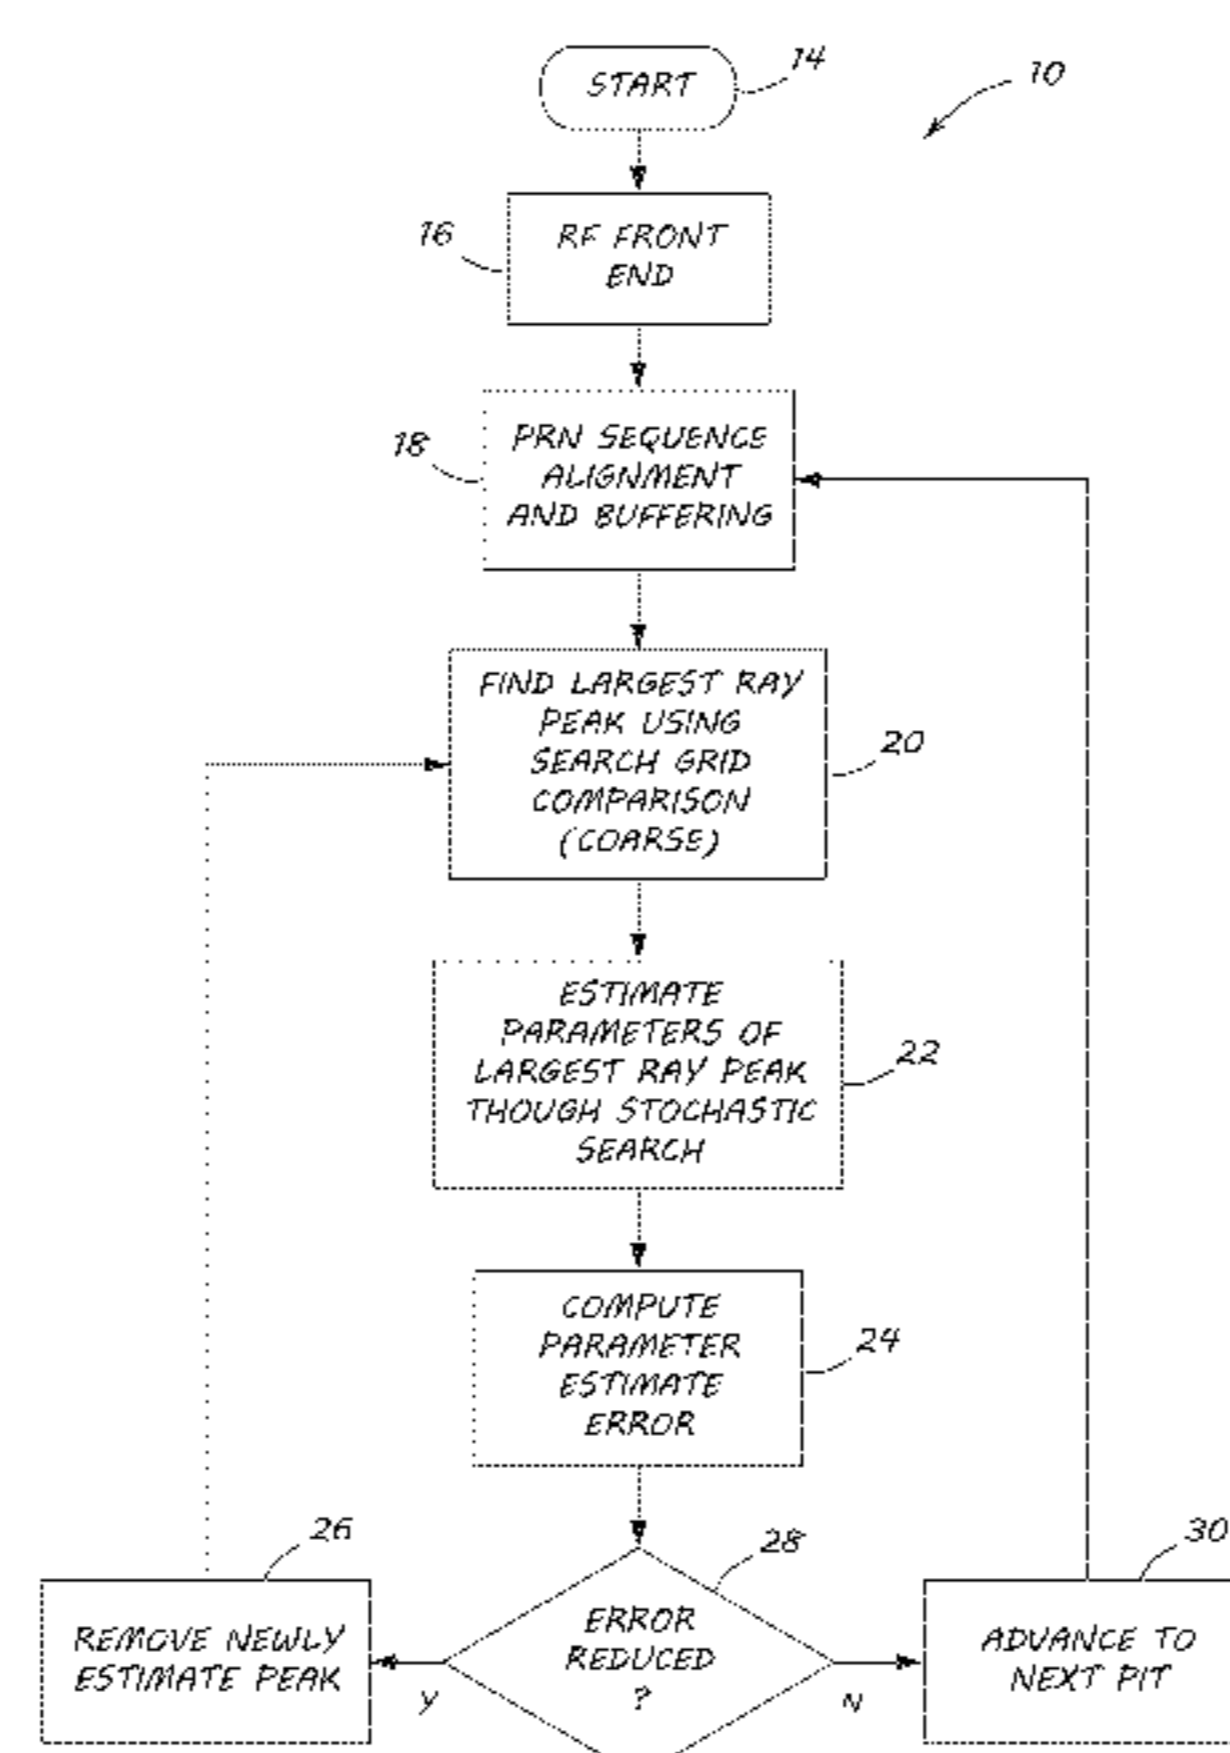 START
14
10
16
RF FRONT
END
18
PRN SEQUENCE
ALIGNMENT
AND BUFFERING
FIND LARGEST RAY
PEAK USING
SEARCH GRID
COMPARISON
(COARSE)
20
ESTIMATE
PARAMETERS OF
LARGEST RAY PEAK
THOUGH STOCHASTIC
SEARCH
22
COMPUTE
PARAMETER
ESTIMATE
ERROR
24
26
REMOVE NEWLY
ESTIMATE PEAK
28
ERROR
REDUCED
?
Y
N
30
ADVANCE TO
NEXT PIT